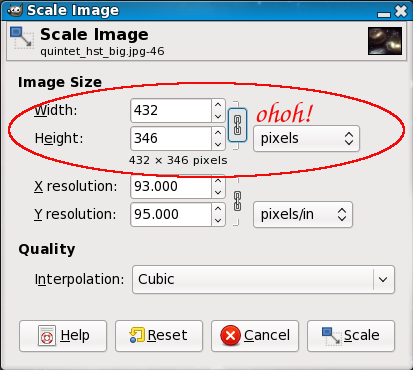 Scale Image
Scale Image
quintet_hst_big.jpg-46
Image Size
Width: 432
ohoh!
Height: 346 pixels
432 × 346 pixels
X resolution: 93.000
Y resolution: 95.000 pixels/in
Quality
Interpolation: Cubic
Help Reset Cancel Scale